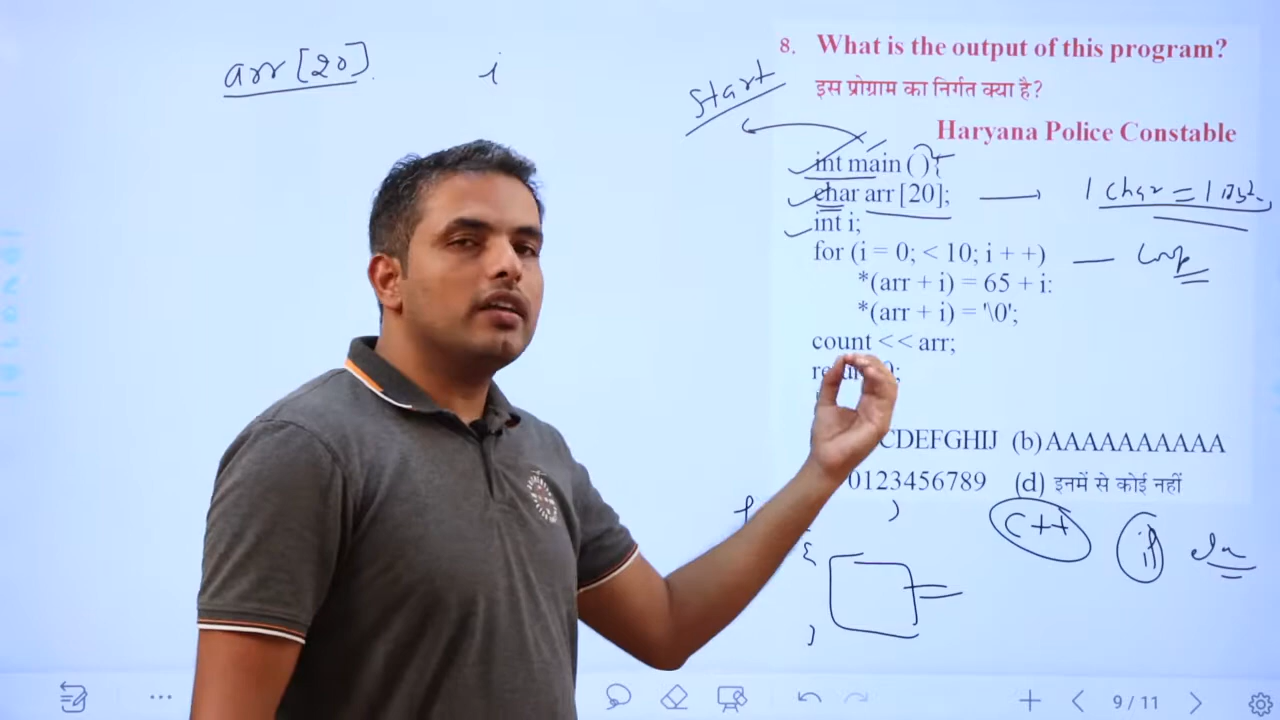 arr [20]
i
start
8. What is the output of this program?
इस प्रोग्राम का निर्गत क्या है?
Haryana Police Constable
int main ( ){
char arr [20];
1 char = 1
int i;
for (i = 0; < 10; i + +)
*(arr + i) = 65 + i:
*(arr + i) = '\0';
count << arr;
0;
CDEFGHIJ (b) AAAAAAAAAA
0123456789 (d) इनमें से कोई नहीं
C++
if
{
9 / 11